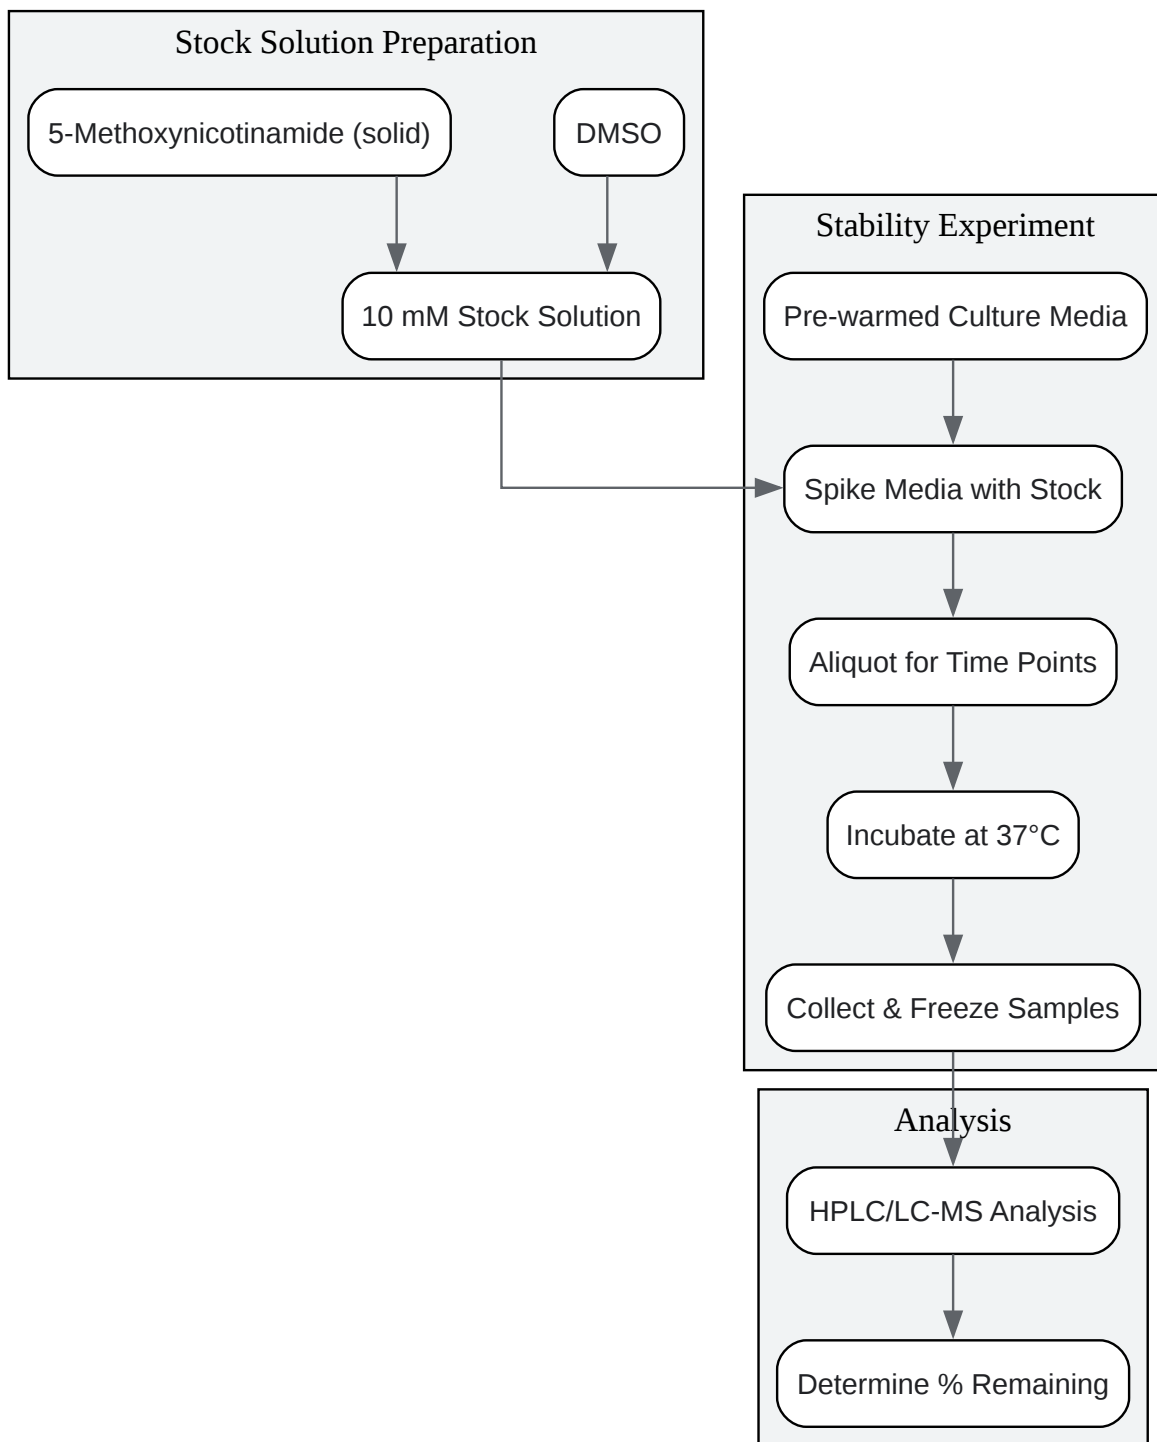 Stock Solution Preparation
5-Methoxynicotinamide (solid)
DMSO
10 mM Stock Solution
Stability Experiment
Pre-warmed Culture Media
Spike Media with Stock
Aliquot for Time Points
Incubate at 37°C
Collect & Freeze Samples
Analysis
HPLC/LC-MS Analysis
Determine % Remaining